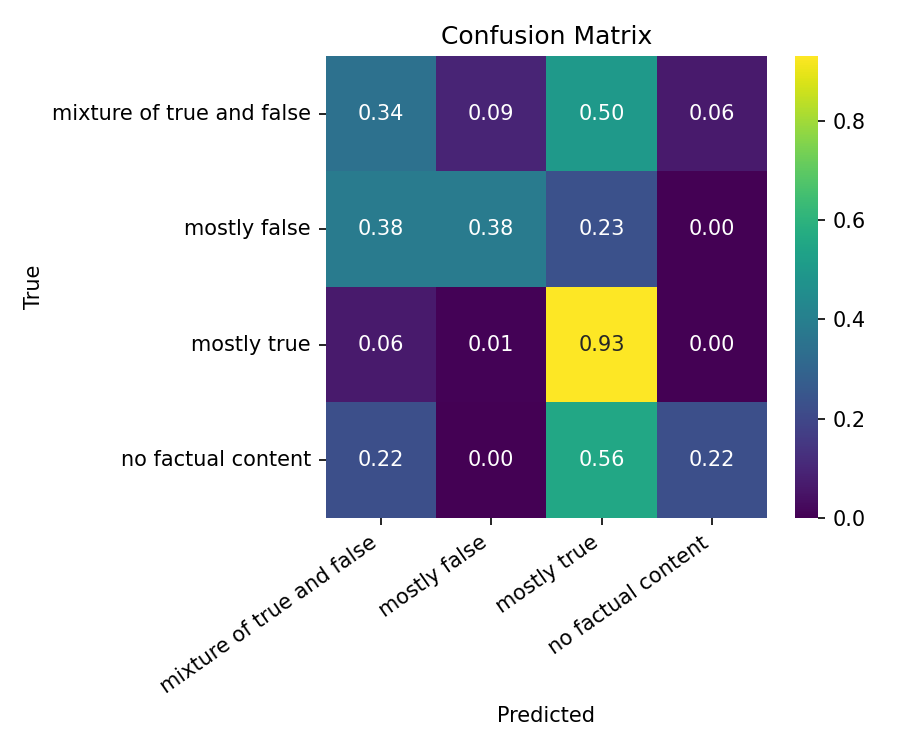 Confusion Matrix
mixture of true and false 0.34 0.09 0.50 0.06
mostly false 0.38 0.38 0.23 0.00
mostly true 0.06 0.01 0.93 0.00
no factual content 0.22 0.00 0.56 0.22
True
mixture of true and false
mostly false
mostly true
no factual content
Predicted
0.8
0.6
0.4
0.2
0.0